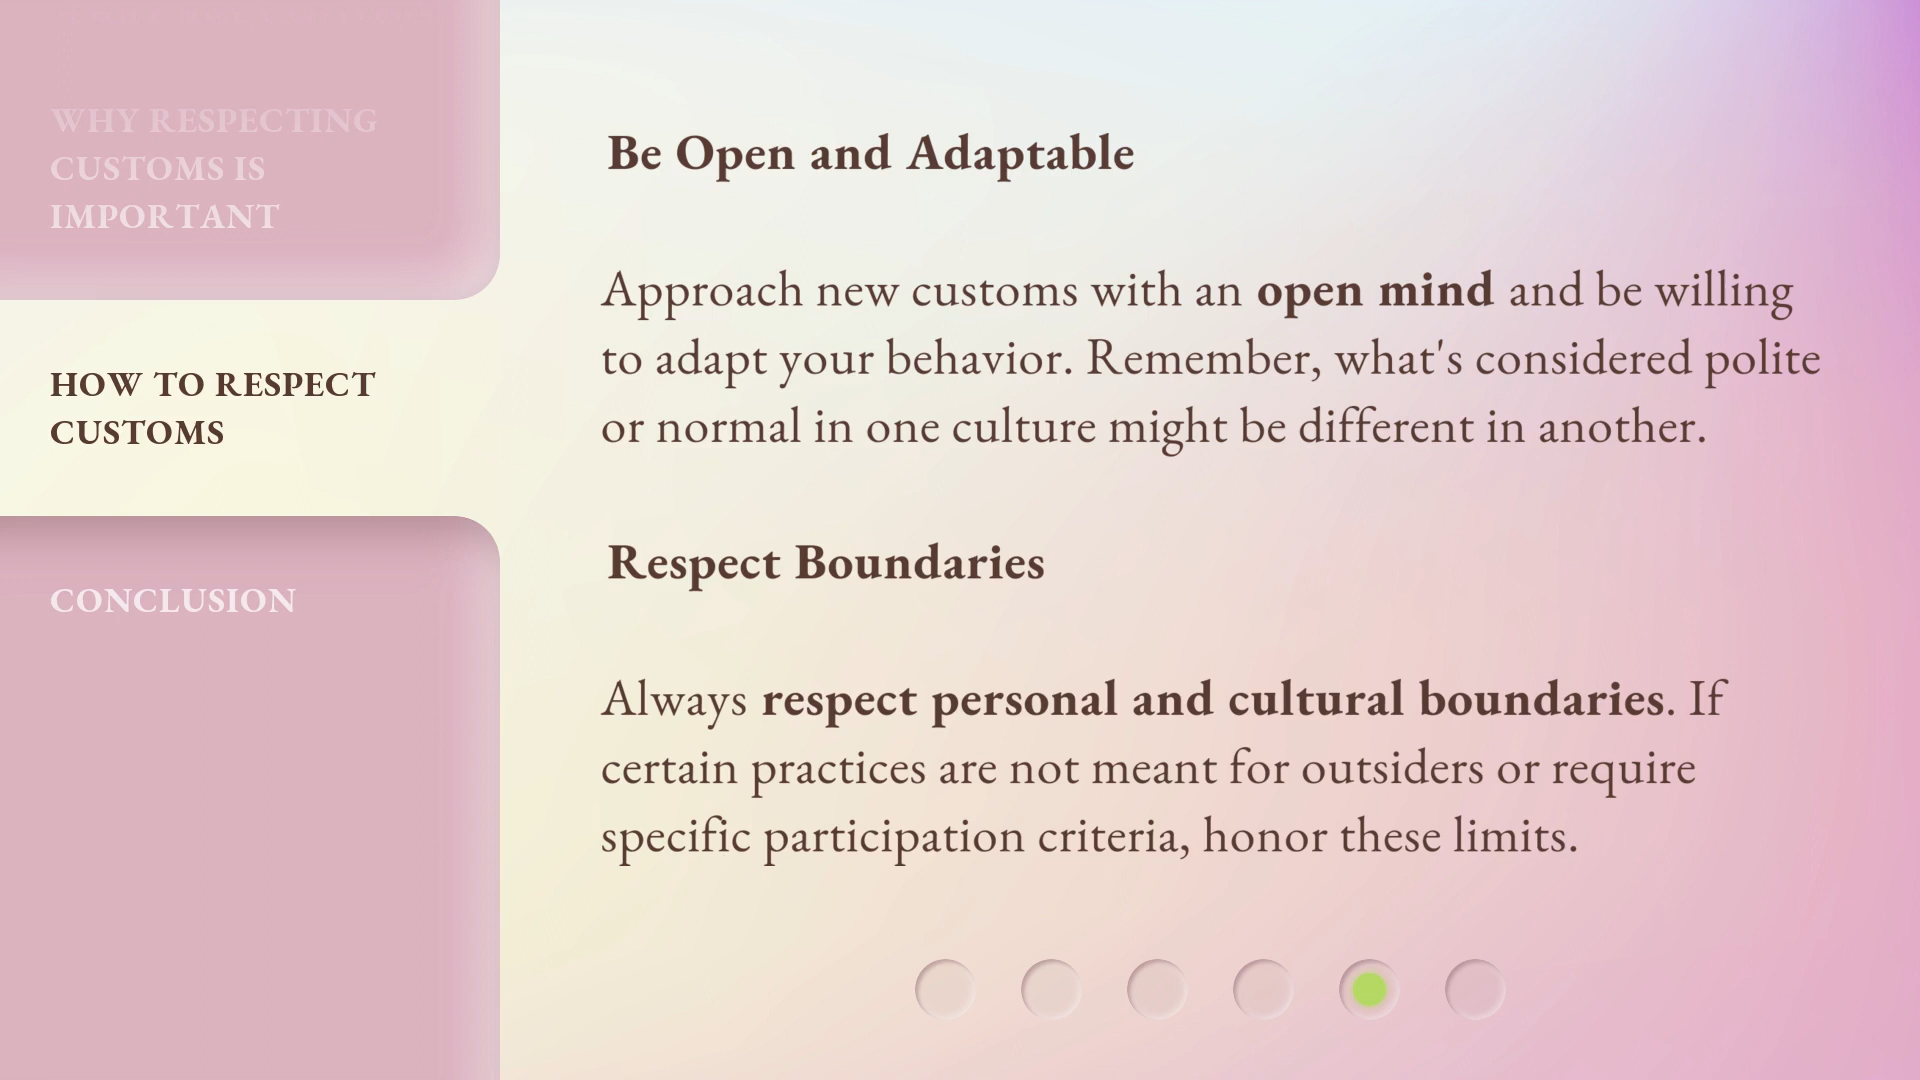 WHY RESPECTING
CUSTOMS IS
IMPORTANT
HOW TO RESPECT
CUSTOMS
CONCLUSION
Be Open and Adaptable
Approach new customs with an open mind and be willing
to adapt your behavior. Remember, what's considered polite
or normal in one culture might be different in another.
Respect Boundaries
Always respect personal and cultural boundaries. If
certain practices are not meant for outsiders or require
specific participation criteria, honor these limits.